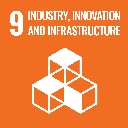 9 INDUSTRY, INNOVATION
AND INFRASTRUCTURE